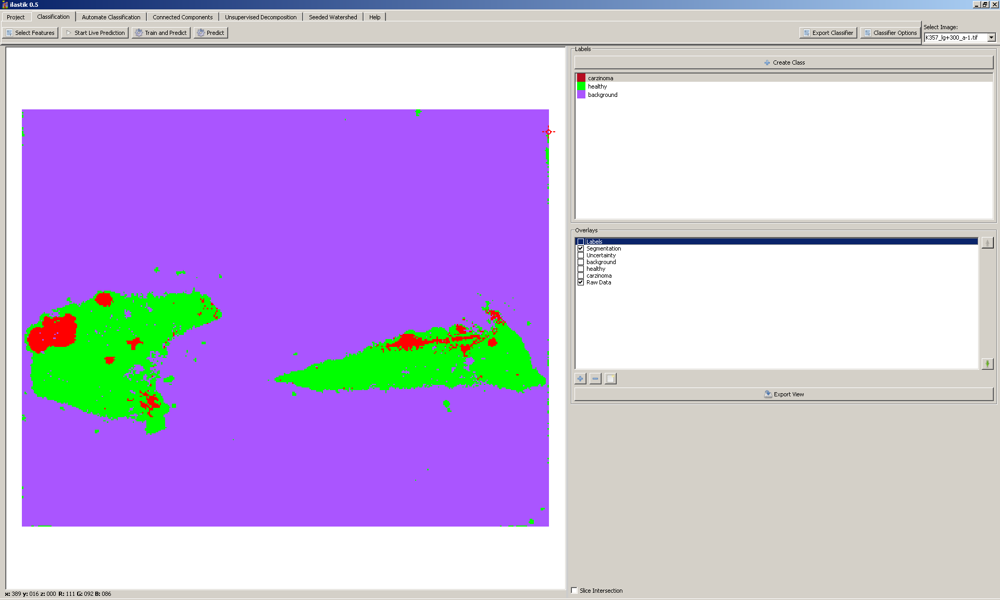 ilastik 0.5
Project Classification Automate Classification Connected Components Unsupervised Decomposition Seeded Watershed Help
Select Features Start Live Prediction Train and Predict Predict Export Classifier Classifier Options
Select Image:
K357_lg+300_a-1.tif
Labels
Create Class
carzinoma
healthy
background
Overlays
Labels
Segmentation
Uncertainty
background
healthy
carzinoma
Raw Data
Export View
Slice Intersection
x: 389 y: 016 z: 000 R: 111 G: 092 B: 086